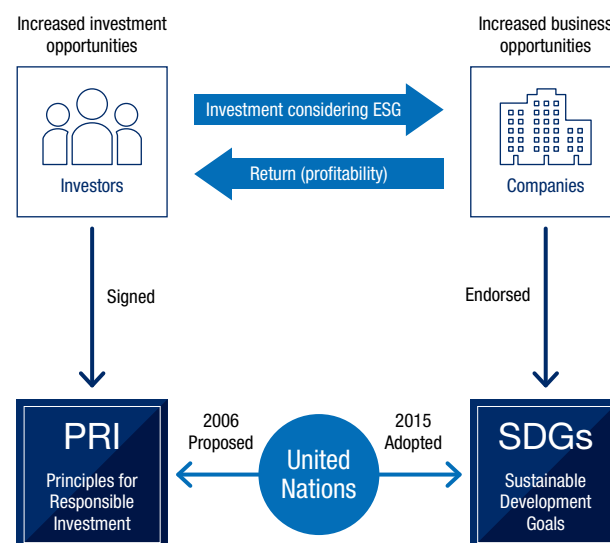 Increased investment
opportunities
Increased business
opportunities
Investment considering ESG
Return (profitability)
Investors
Companies
Signed
Endorsed
PRI
Principles for
Responsible
Investment
2006
Proposed
United
Nations
2015
Adopted
SDGs
Sustainable
Development
Goals